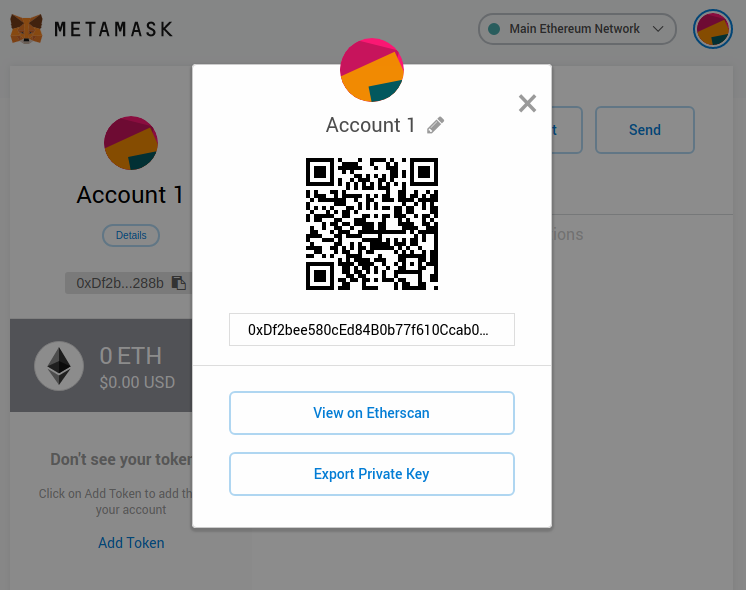 METAMASK
Main Ethereum Network
Account 1
Details
0xDf2b...288b
0 ETH
$0.00 USD
Don't see your token
Click on Add Token to add th
your account
Add Token
Account 1
0xDf2bee580cEd84B0b77f610Ccab0…
View on Etherscan
Export Private Key
t
Send
ions